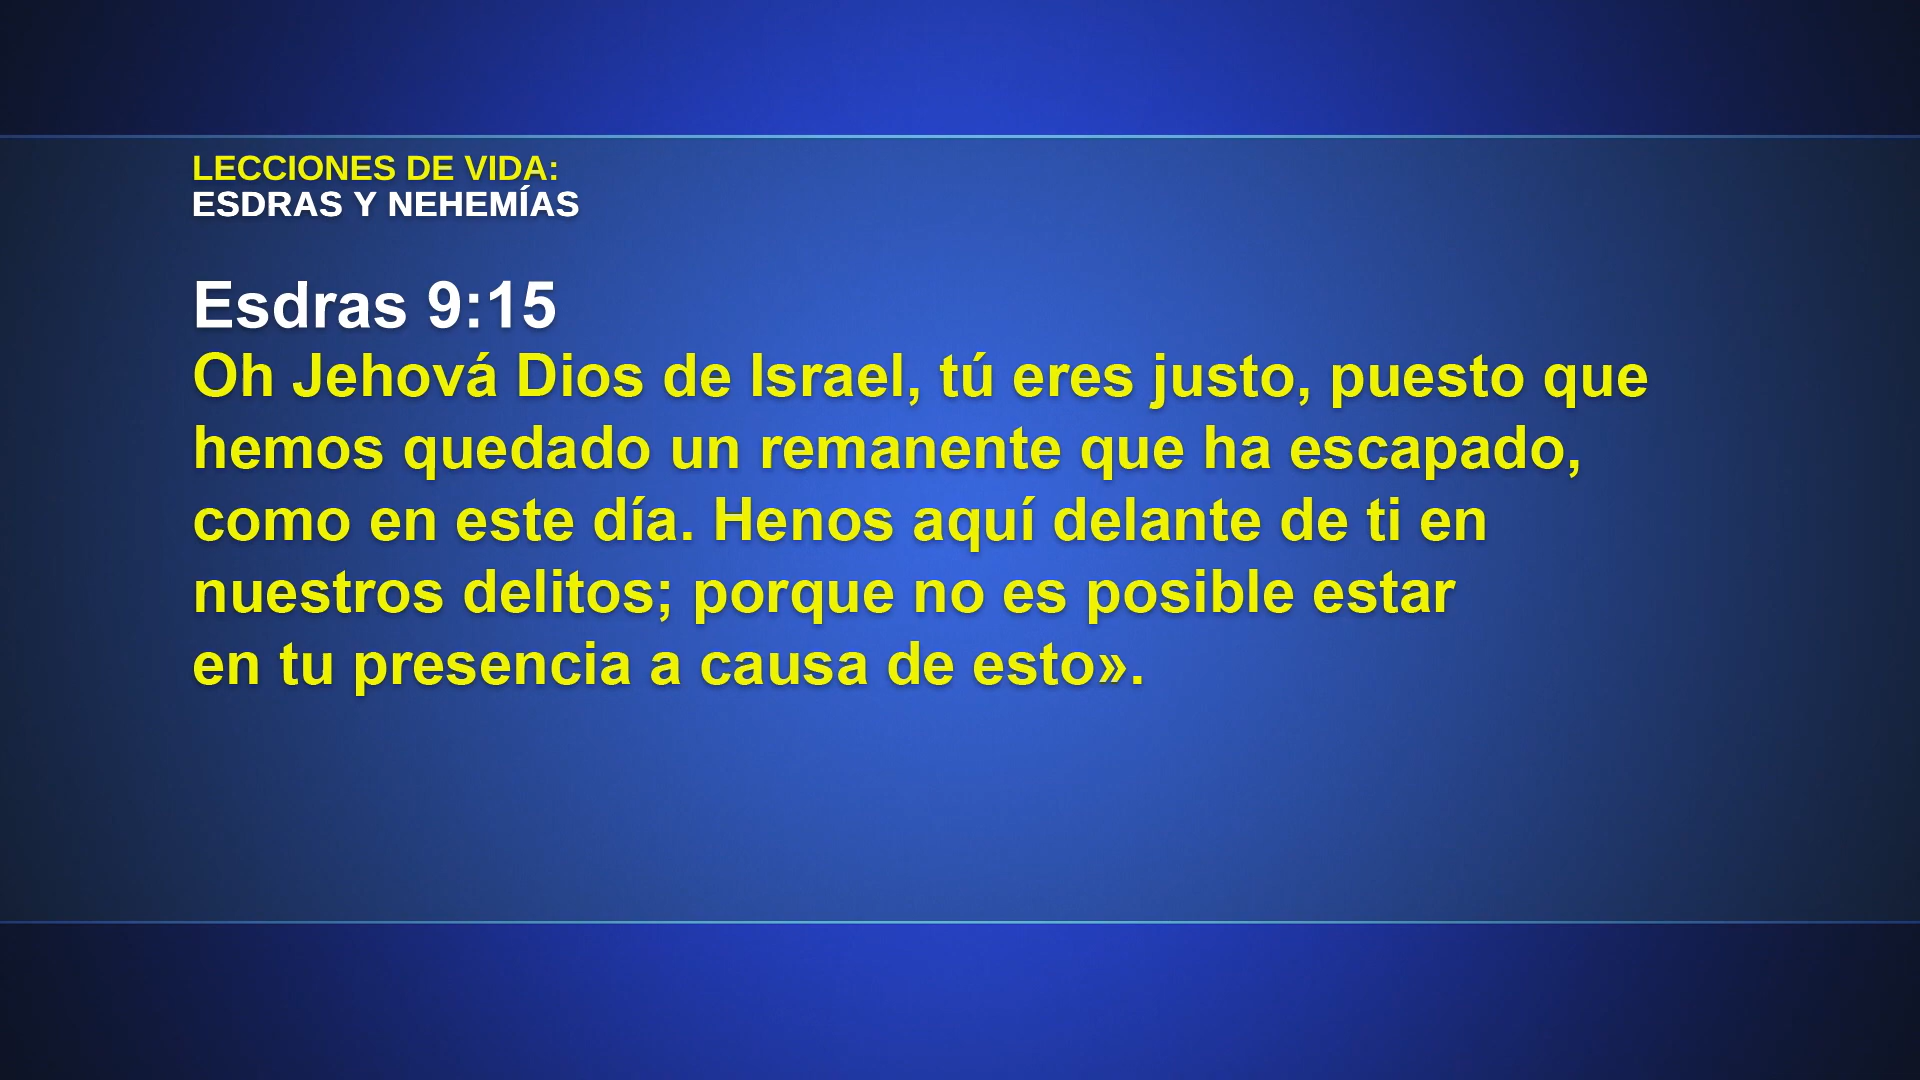 LECCIONES DE VIDA:
ESDRAS Y NEHEMÍAS
Esdras 9:15
Oh Jehová Dios de Israel, tú eres justo, puesto que
hemos quedado un remanente que ha escapado,
como en este día. Henos aquí delante de ti en
nuestros delitos; porque no es posible estar
en tu presencia a causa de esto».